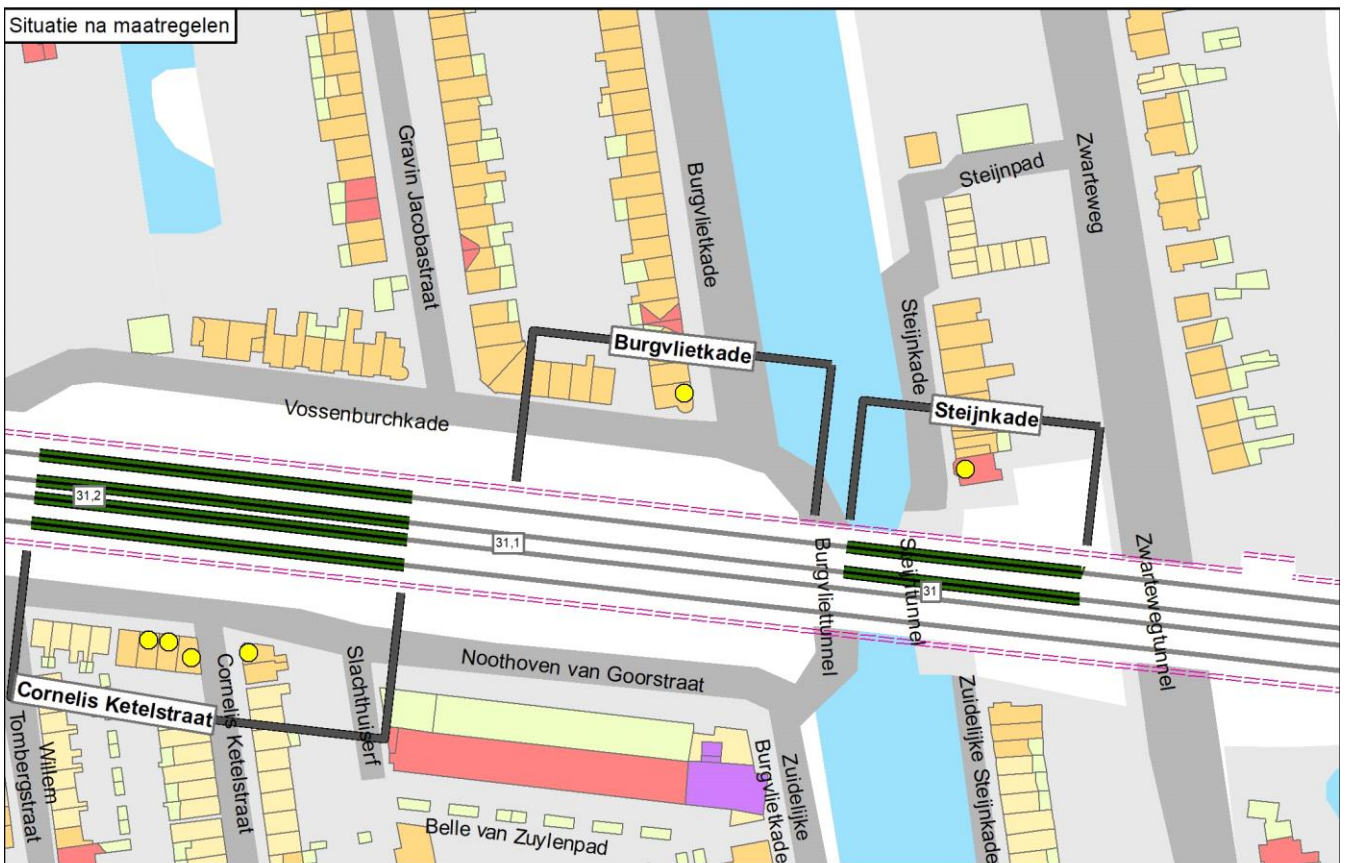 Situatie na maatregelen
Gravin Jacobastraat
Burgvlietkade
Zwarteweg
Steijnpad
Steijnkade
Burgvlietkade
Steijnkade
Vossenburchkade
31,2
31,1
31
Burgvliettunnel
Steijntunnel
Zwartewegtunnel
Noothoven van Goorstraat
Slachthuiserf
Cornelis Ketelstraat
Cornelis Ketelstraat
Willem
Tombergstraat
Zuidelijke
Burgvlietkade
Zuidelijke Steijnkade
Belle van Zuylenpad